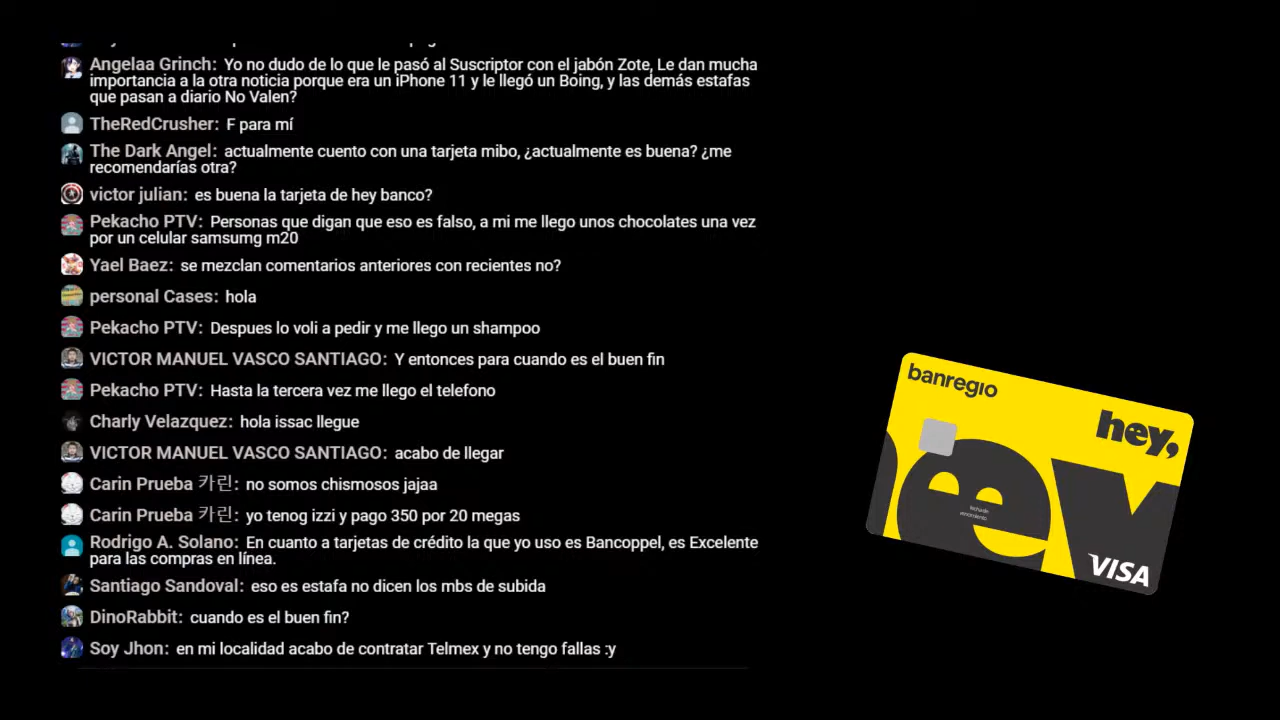 Angelaa Grinch: Yo no dudo de lo que le pasó al Suscriptor con el jabón Zote, Le dan mucha
importancia a la otra noticia porque era un iPhone 11 y le llegó un Boing, y las demás estafas
que pasan a diario No Valen?
TheRedCrusher: F para mí
The Dark Angel: actualmente cuento con una tarjeta mibo, ¿actualmente es buena? ¿me
recomendarías otra?
victor julian: es buena la tarjeta de hey banco?
Pekacho PTV: Personas que digan que eso es falso, a mi me llego unos chocolates una vez
por un celular samsumg m20
Yael Baez: se mezclan comentarios anteriores con recientes no?
personal Cases: hola
Pekacho PTV: Despues lo voli a pedir y me llego un shampoo
VICTOR MANUEL VASCO SANTIAGO: Y entonces para cuando es el buen fin
Pekacho PTV: Hasta la tercera vez me llego el telefono
Charly Velazquez: hola issac llegue
VICTOR MANUEL VASCO SANTIAGO: acabo de llegar
Carin Prueba 카린: no somos chismosos jajaa
Carin Prueba 카린: yo tenog izzi y pago 350 por 20 megas
Rodrigo A. Solano: En cuanto a tarjetas de crédito la que yo uso es Bancoppel, es Excelente
para las compras en línea.
Santiago Sandoval: eso es estafa no dicen los mbs de subida
DinoRabbit: cuando es el buen fin?
Soy Jhon: en mi localidad acabo de contratar Telmex y no tengo fallas :y
banregio
hey,
hey
VISA